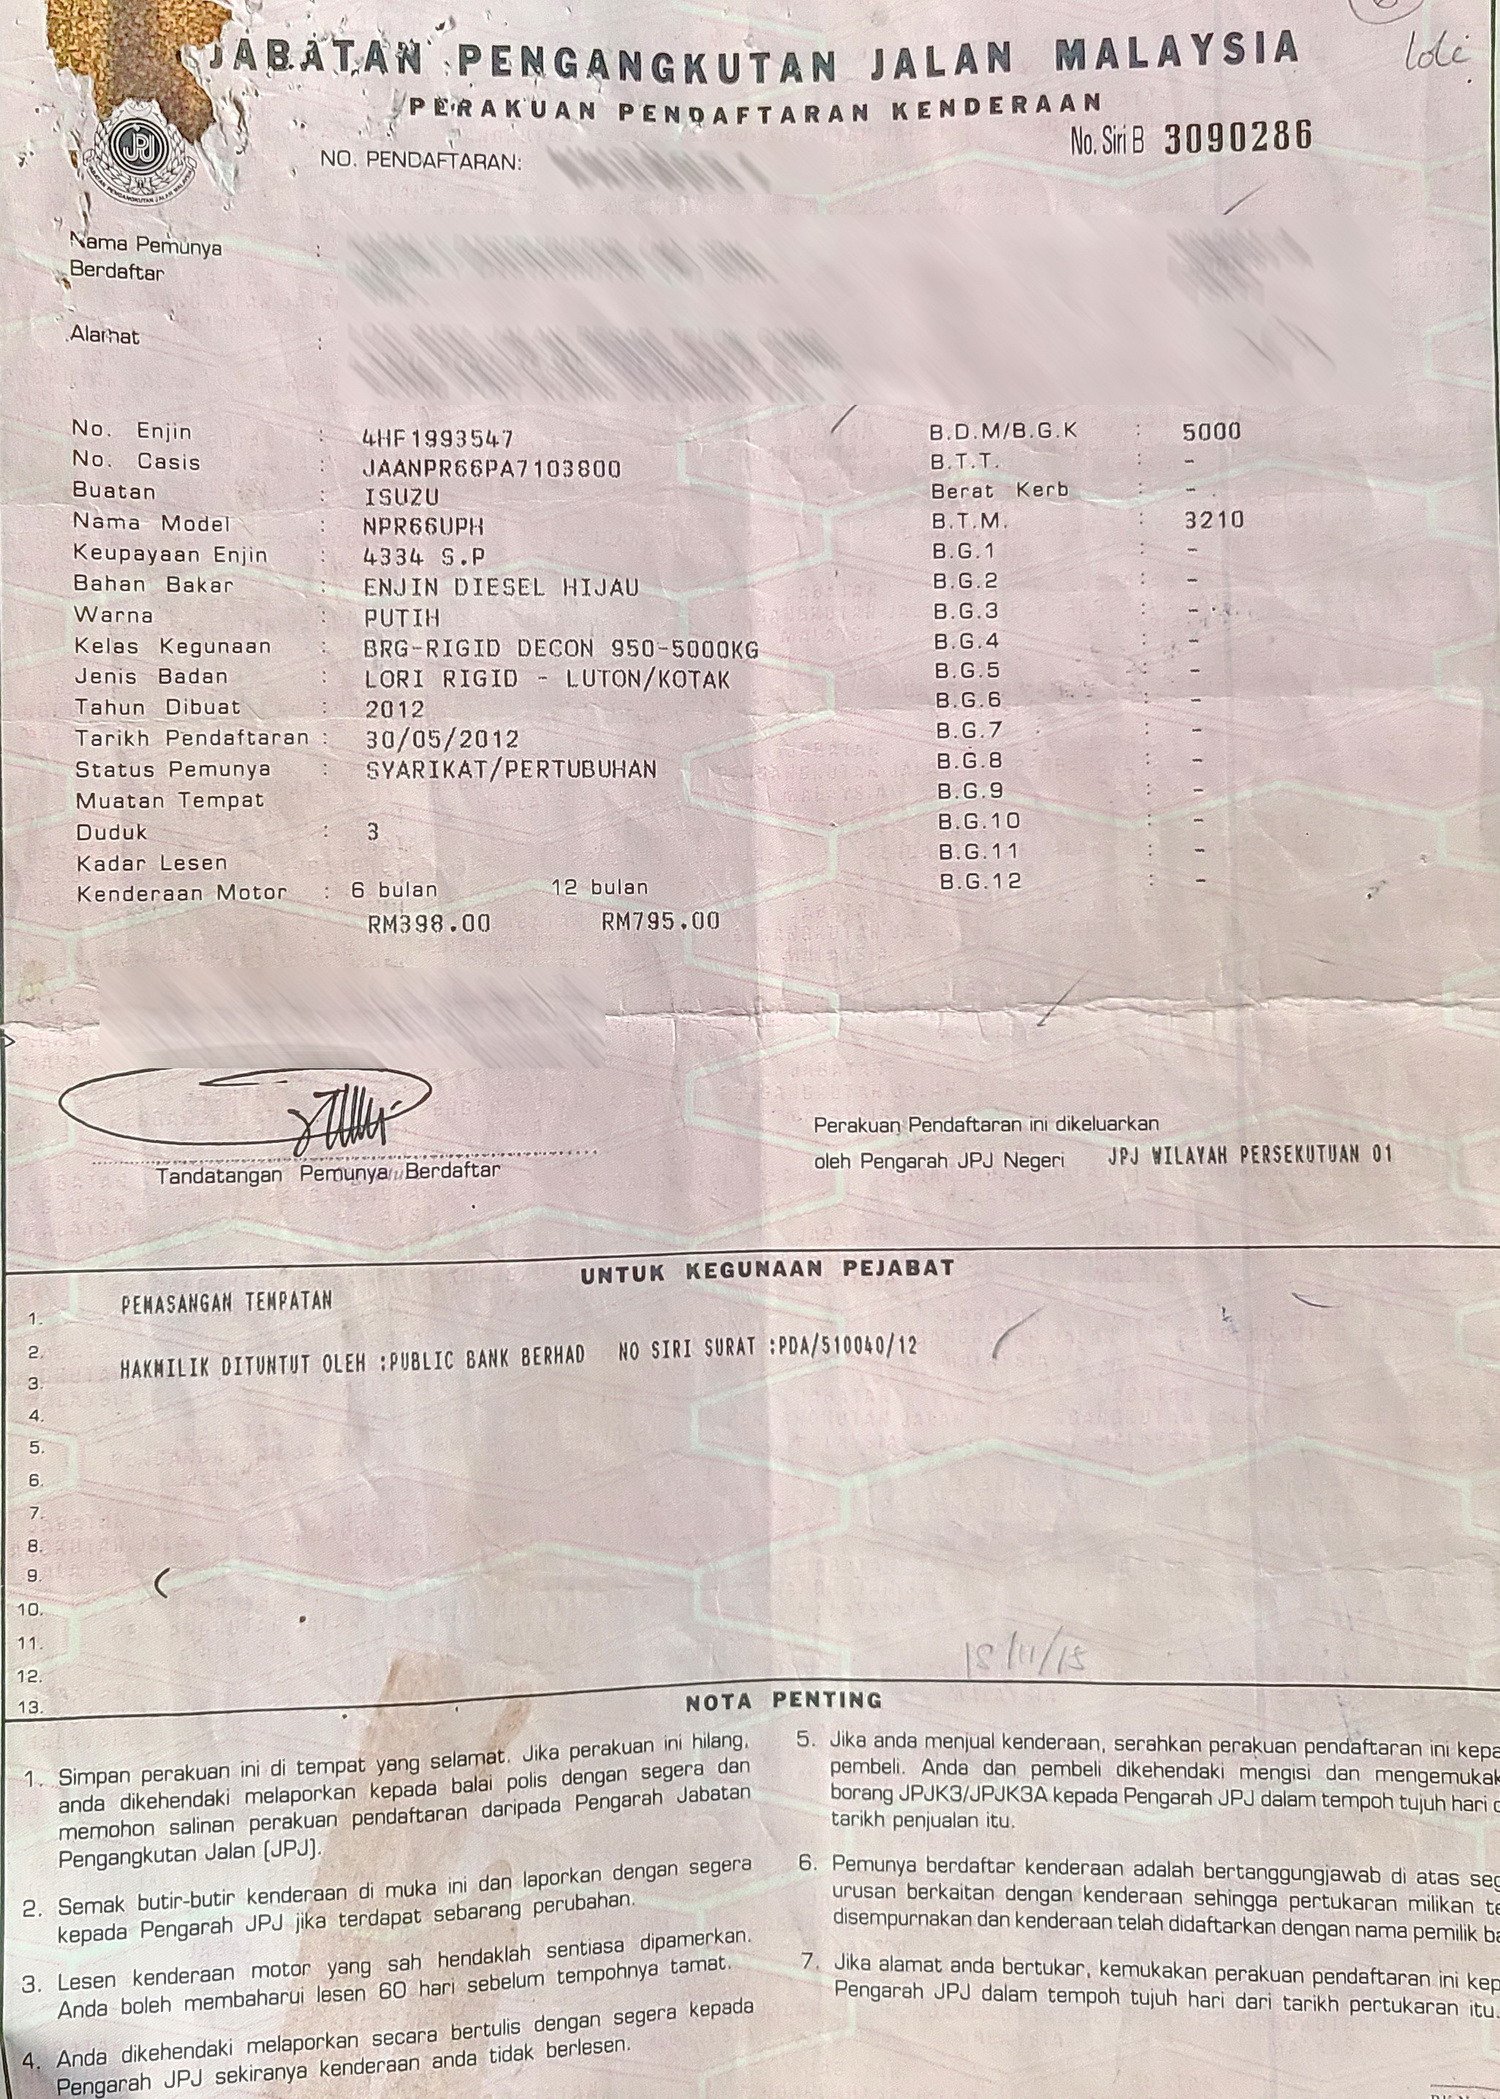 JABATAN PENGANGKUTAN JALAN MALAYSIA
loli
PERAKUAN PENDAFTARAN KENDERAAN
No. Siri B 3090286
JPJ
NO. PENDAFTARAN:
Nama Pemunya :
Berdaftar
Alamat :
No. Enjin : 4HF1993547
No. Casis : JAANPR66PA7103800
Buatan : ISUZU
Nama Model : NPR66UPH
Keupayaan Enjin : 4334 S.P
Bahan Bakar : ENJIN DIESEL HIJAU
Warna : PUTIH
Kelas Kegunaan : BRG-RIGID DECON 950-5000KG
Jenis Badan : LORI RIGID - LUTON/KOTAK
Tahun Dibuat : 2012
Tarikh Pendaftaran : 30/05/2012
Status Pemunya : SYARIKAT/PERTUBUHAN
Muatan Tempat
Duduk : 3
Kadar Lesen
Kenderaan Motor : 6 bulan 12 bulan
RM398.00 RM795.00
B.D.M/B.G.K : 5000
B.T.T. : -
Berat Kerb : -
B.T.M. : 3210
B.G.1 : -
B.G.2 : -
B.G.3 : -
B.G.4 : -
B.G.5 : -
B.G.6 : -
B.G.7 : -
B.G.8 : -
B.G.9 : -
B.G.10 : -
B.G.11 : -
B.G.12 : -
Tandatangan Pemunya Berdaftar
Perakuan Pendaftaran ini dikeluarkan
oleh Pengarah JPJ Negeri JPJ WILAYAH PERSEKUTUAN 01
UNTUK KEGUNAAN PEJABAT
1. PEMASANGAN TEMPATAN
2. HAKMILIK DITUNTUT OLEH :PUBLIC BANK BERHAD NO SIRI SURAT :PDA/510040/12
3.
4.
5.
6.
7.
8.
9.
10.
11.
12.
13.
NOTA PENTING
1. Simpan perakuan ini di tempat yang selamat. Jika perakuan ini hilang,
anda dikehendaki melaporkan kepada balai polis dengan segera dan
memohon salinan perakuan pendaftaran daripada Pengarah Jabatan
Pengangkutan Jalan (JPJ).
2. Semak butir-butir kenderaan di muka ini dan laporkan dengan segera
kepada Pengarah JPJ jika terdapat sebarang perubahan.
3. Lesen kenderaan motor yang sah hendaklah sentiasa dipamerkan.
Anda boleh membaharui lesen 60 hari sebelum tempohnya tamat.
4. Anda dikehendaki melaporkan secara bertulis dengan segera kepada
Pengarah JPJ sekiranya kenderaan anda tidak berlesen.
5. Jika anda menjual kenderaan, serahkan perakuan pendaftaran ini kepa
pembeli. Anda dan pembeli dikehendaki mengisi dan mengemukak
borang JPJK3/JPJK3A kepada Pengarah JPJ dalam tempoh tujuh hari d
tarikh penjualan itu.
6. Pemunya berdaftar kenderaan adalah bertanggungjawab di atas seg
urusan berkaitan dengan kenderaan sehingga pertukaran milikan te
disempurnakan dan kenderaan telah didaftarkan dengan nama pemilik ba
7. Jika alamat anda bertukar, kemukakan perakuan pendaftaran ini kep
Pengarah JPJ dalam tempoh tujuh hari dari tarikh pertukaran itu.